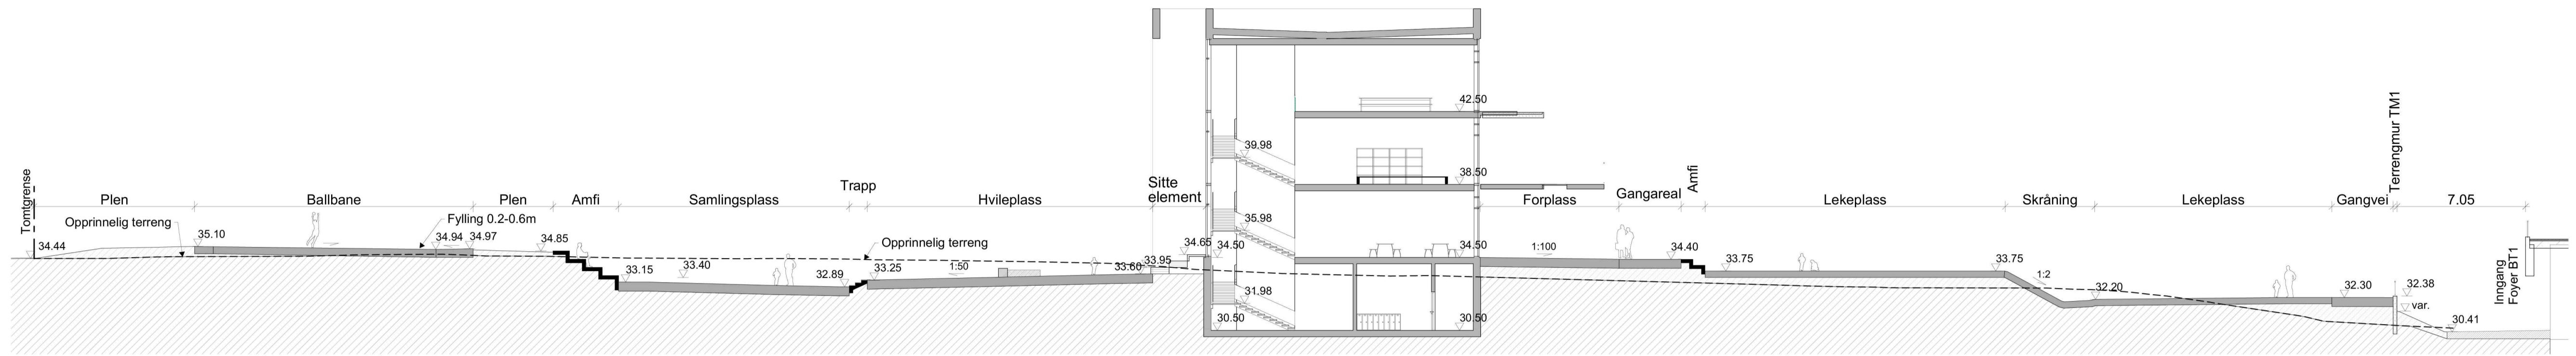 Tomtgrense
Plen
Ballbane
Plen
Amfi
Samlingsplass
Trapp
Hvileplass
Sitte
element
Forplass
Gangareal
Amfi
Lekeplass
Skråning
Lekeplass
Gangvei
Terrengmur TM1
7.05
Opprinnelig terreng
Fylling 0.2-0.6m
Opprinnelig terreng
34.44
35.10
34.94
34.97
34.85
33.15
33.40
32.89
33.25
1:50
33.60
33.95
34.65
34.50
42.50
39.98
38.50
35.98
34.50
31.98
30.50
30.50
1:100
34.40
33.75
33.75
1:2
32.20
32.30
32.38
var.
30.41
Inngang
Foyer BT1